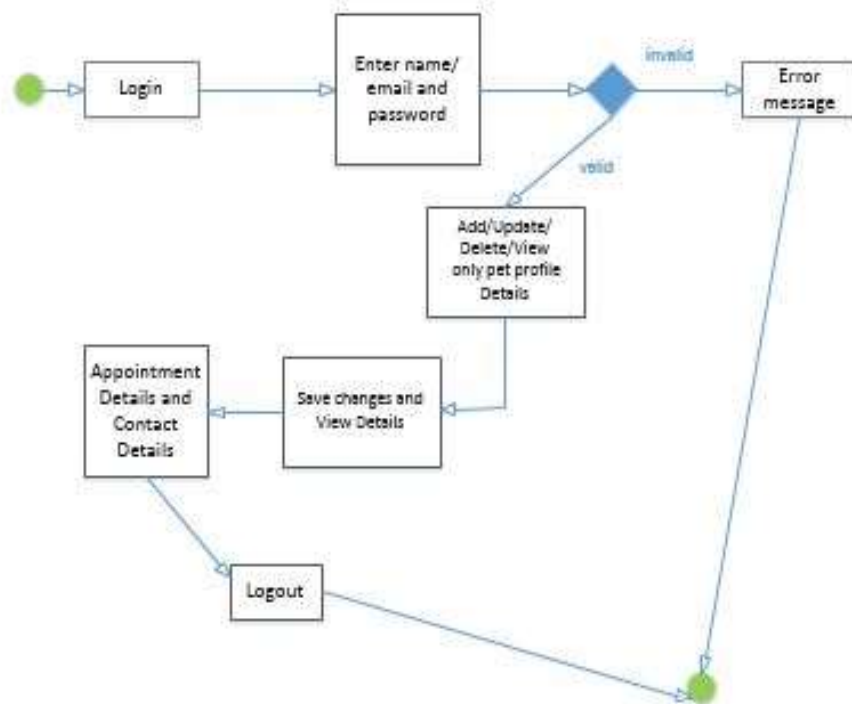 Login
Enter name/
email and
password
invalid
Error
message
valid
Add/Update/
Delete/View
only pet profile
Details
Appointment
Details and
Contact
Details
Save changes and
View Details
Logout